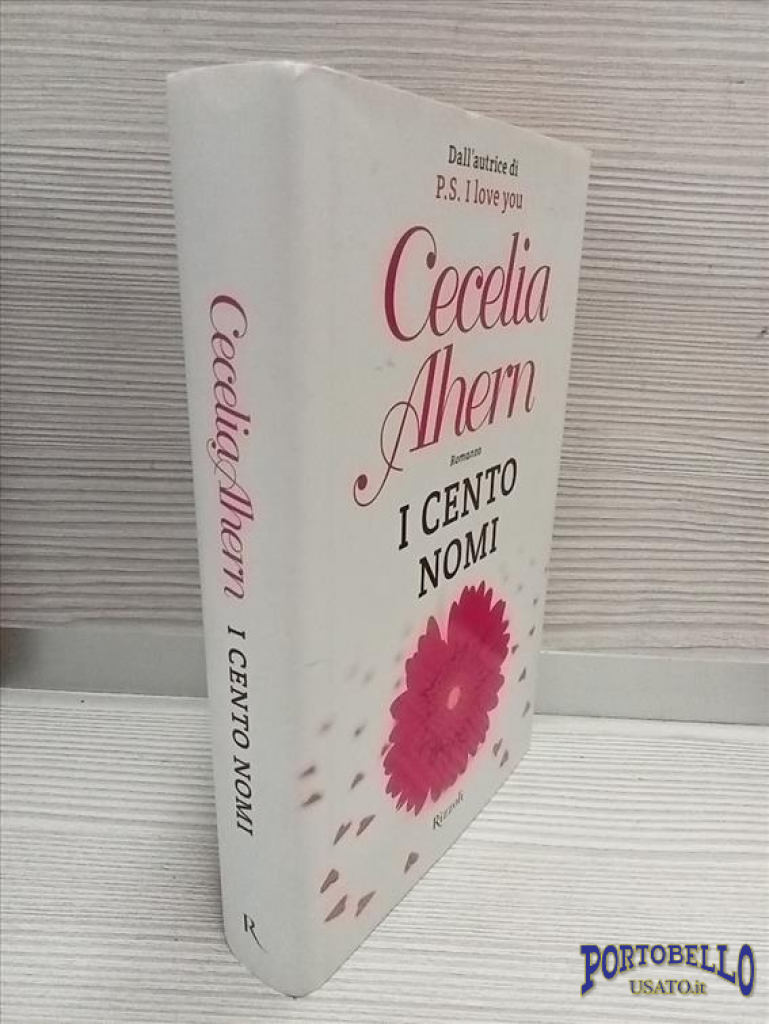 Dall'autrice di
P.S. I love you
Cecelia
Ahern
Romanzo
I CENTO
NOMI
Rizzoli
Cecelia Ahern I CENTO NOMI
R
PORTOBELLO
USATO.it